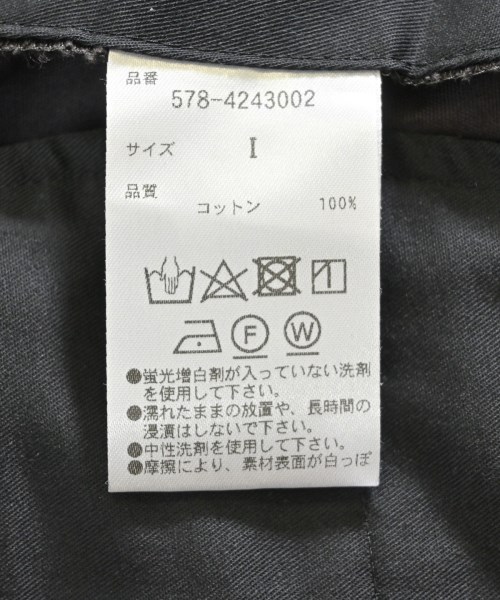 品番
578-4243002
サイズ I
品質
コットン 100%
F W
●蛍光増白剤が入っていない洗剤
を使用して下さい。
●濡れたままの放置や、長時間の
浸漬はしないで下さい。
●中性洗剤を使用して下さい。
●摩擦により、素材表面が白っぽ